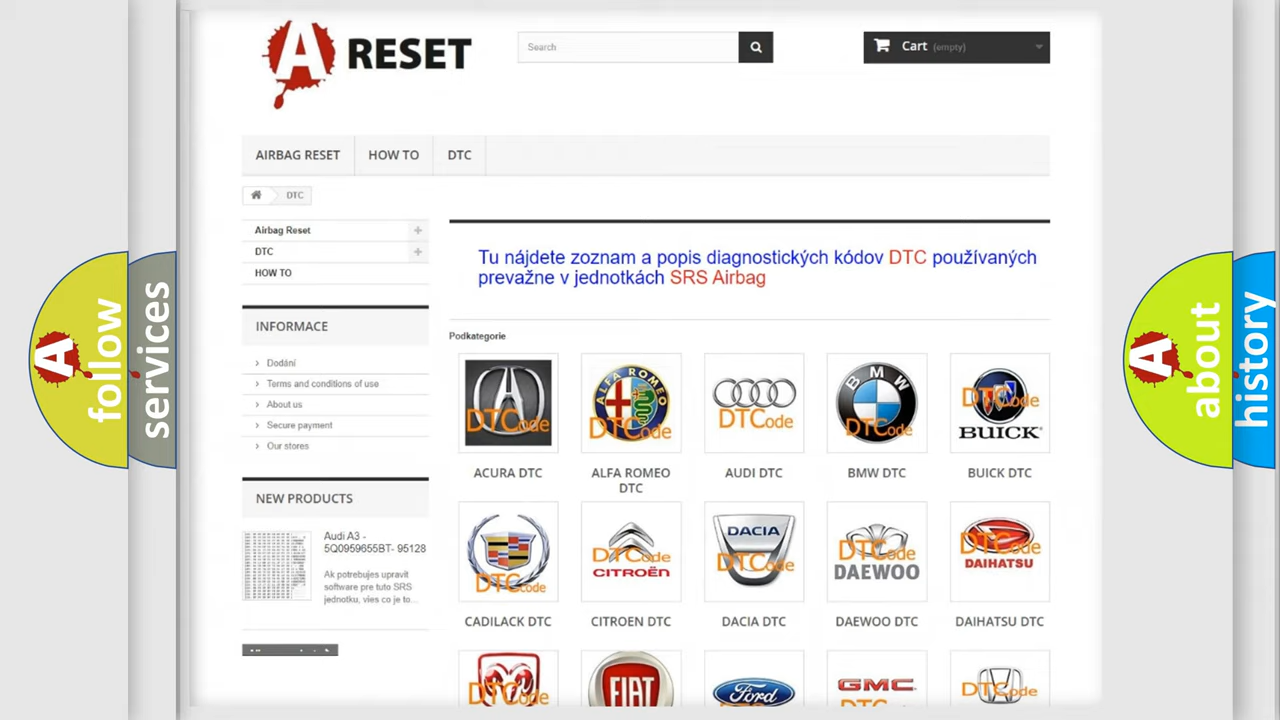 A RESET
Search
Cart (empty)
AIRBAG RESET
HOW TO
DTC
DTC
Airbag Reset
DTC
HOW TO
Tu nájdete zoznam a popis diagnostických kódov DTC používaných
prevažne v jednotkách SRS Airbag
INFORMACE
Dodání
Terms and conditions of use
About us
Secure payment
Our stores
NEW PRODUCTS
Audi A3 -
5Q0959655BT- 95128
Ak potrebujes upravit
software pre tuto SRS
jednotku, vies co je to...
Podkategorie
DTCode
ALFA ROMEO
DTCode
DTCode
BMW
DTCode
DTCode
BUICK
ACURA DTC
ALFA ROMEO
DTC
AUDI DTC
BMW DTC
BUICK DTC
DTCode
DTCode
CITROËN
DACIA
DTCode
DTCode
DAEWOO
DTCode
DAIHATSU
CADILACK DTC
CITROEN DTC
DACIA DTC
DAEWOO DTC
DAIHATSU DTC
DTCode
FIAT
Ford
GMC
DTCode
A follow
services
A about
history